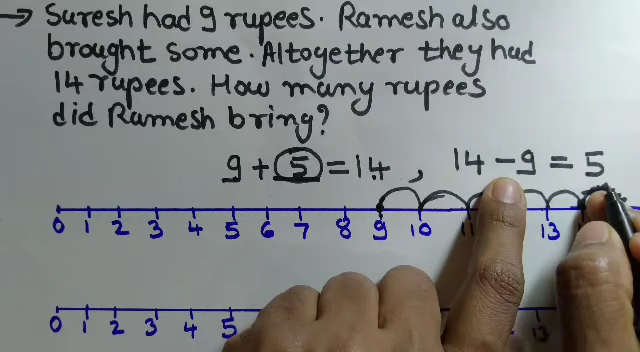 → Suresh had 9 rupees. Ramesh also
brought some. Altogether they had
14 rupees. How many rupees
did Ramesh bring?
9 + 5 = 14, 14 - 9 = 5
0 1 2 3 4 5 6 7 8 9 10 11 13
0 1 2 3 4 5 13